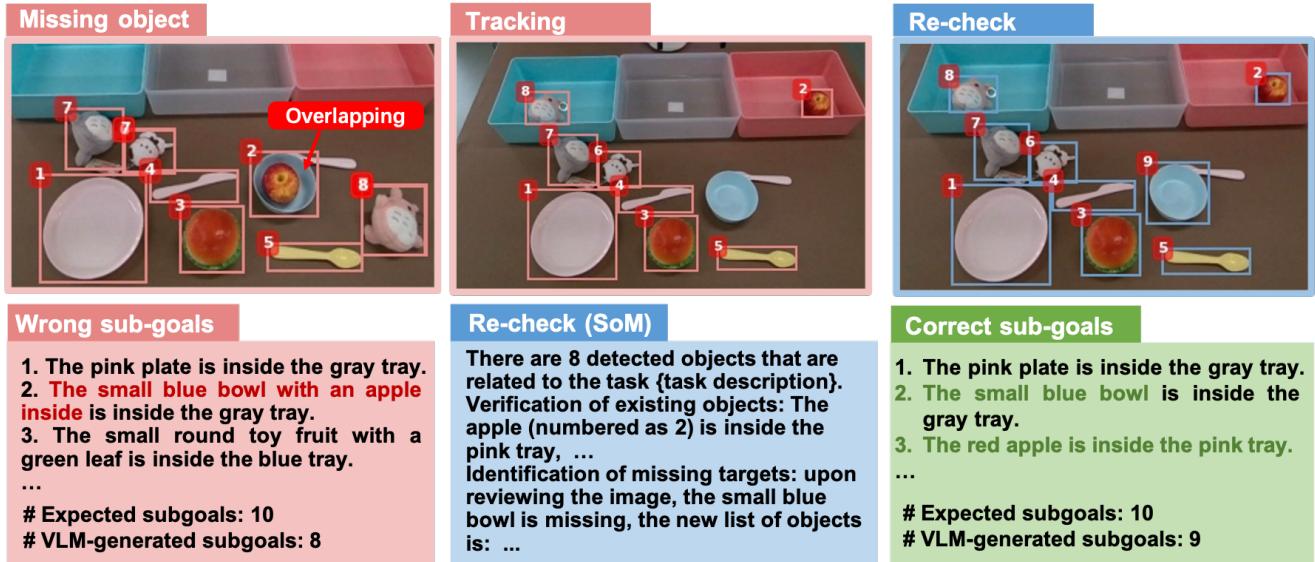 Missing object
7
7
Overlapping
2
1
4
8
3
5
Tracking
8
2
7
6
1
4
3
5
Re-check
8
2
7
6
9
1
4
3
5
Wrong sub-goals
1. The pink plate is inside the gray tray.
2. The small blue bowl with an apple
inside is inside the gray tray.
3. The small round toy fruit with a
green leaf is inside the blue tray.
...
# Expected subgoals: 10
# VLM-generated subgoals: 8
Re-check (SoM)
There are 8 detected objects that are
related to the task {task description}.
Verification of existing objects: The
apple (numbered as 2) is inside the
pink tray, ...
Identification of missing targets: upon
reviewing the image, the small blue
bowl is missing, the new list of objects
is: ...
Correct sub-goals
1. The pink plate is inside the gray tray.
2. The small blue bowl is inside the
gray tray.
3. The red apple is inside the pink tray.
...
# Expected subgoals: 10
# VLM-generated subgoals: 9